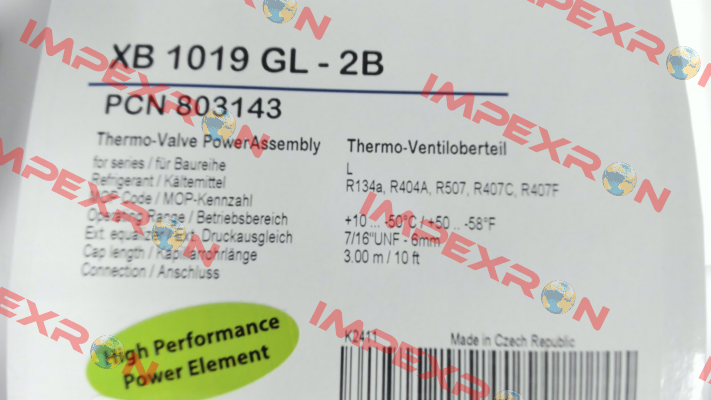 XB 1019 GL - 2B
PCN 803143
Thermo-Valve PowerAssembly Thermo-Ventiloberteil
for series / für Baureihe L
Refrigerant / Kältemittel R134a, R404A, R507, R407C, R407F
Code / MOP-Kennzahl
Operating Range / Betriebsbereich +10 ... -50°C / +50 .. -58°F
Ext. equalizer / Ext. Druckausgleich 7/16"UNF - 6mm
Cap length / Kapillarrohrlänge 3.00 m / 10 ft
Connection / Anschluss
High Performance
Power Element
K2411 Made in Czech Republic
IMPEXRON
IMPEXRON
IMPEXRON
IMPEXRON
IMPEXRON
IMPEXRON